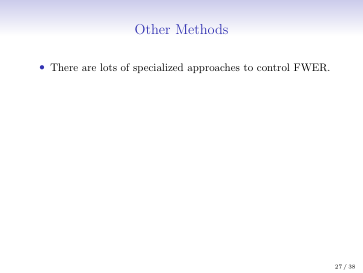 Other Methods
• There are lots of specialized approaches to control FWER.
27 / 38